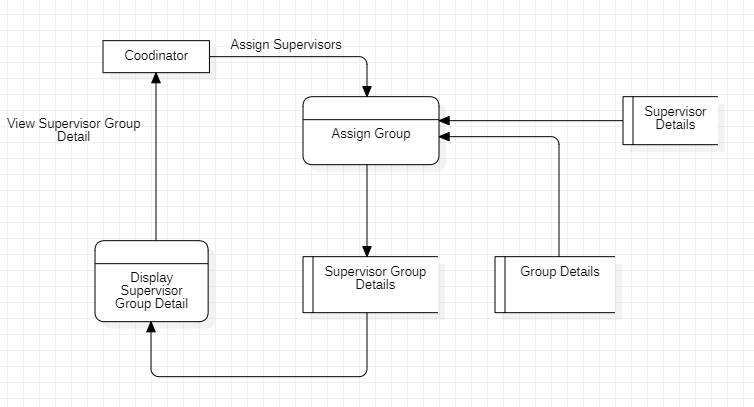 Assign Supervisors
Coodinator
Supervisor
Details
View Supervisor Group
Detail
Assign Group
Supervisor Group
Details
Group Details
Display
Supervisor
Group Detail